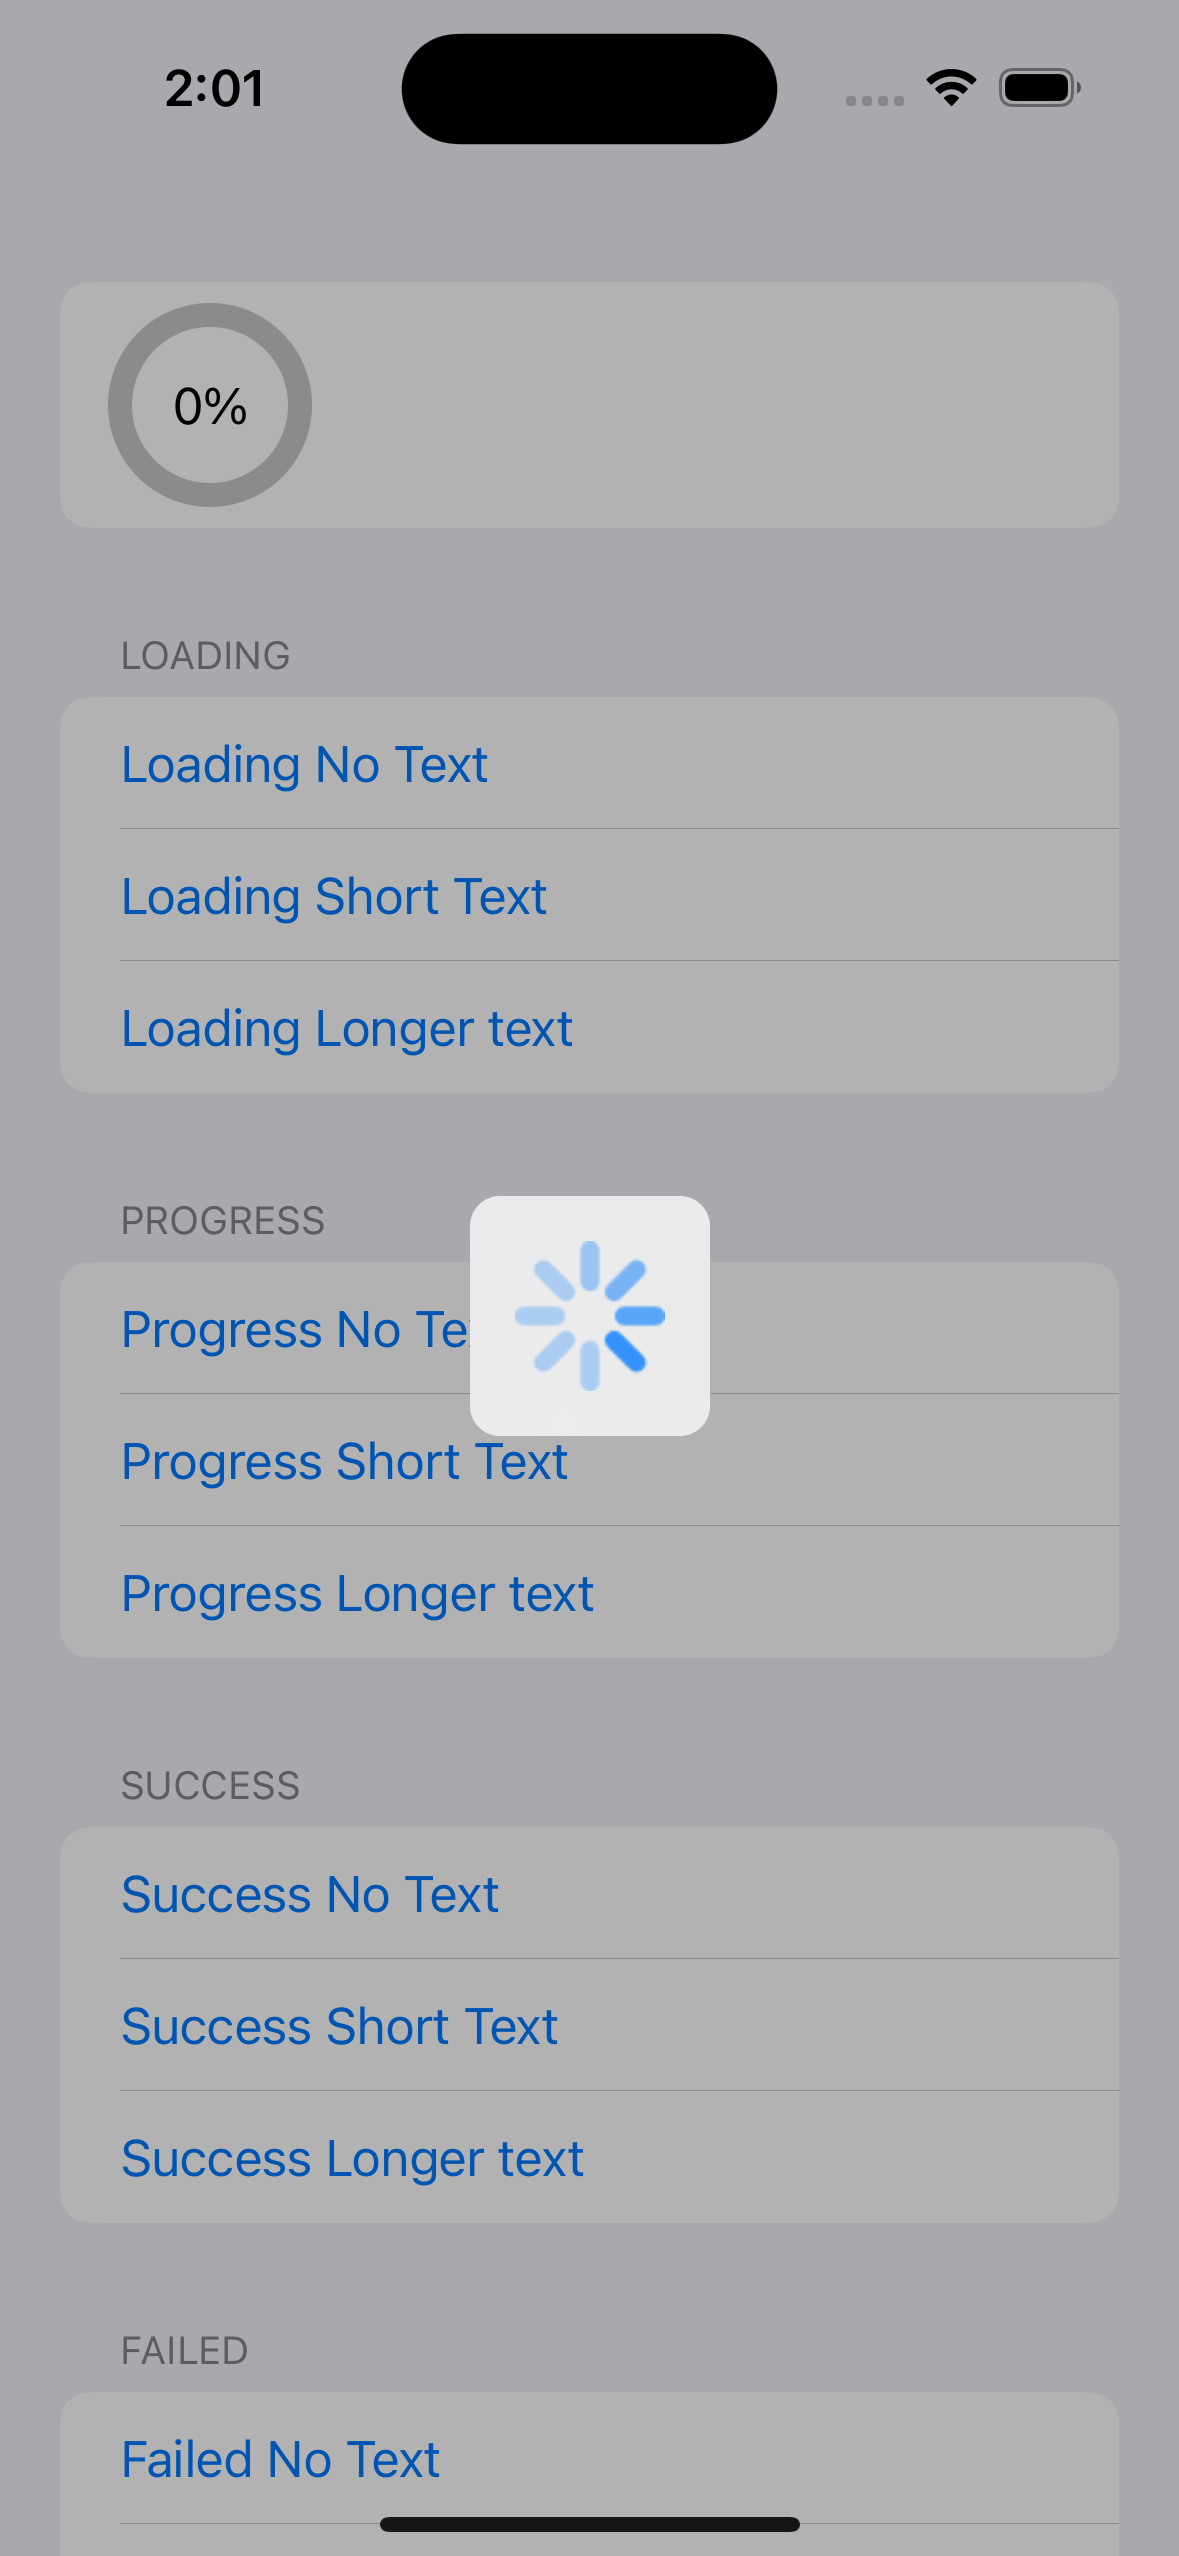 2:01
0%
LOADING
Loading No Text
Loading Short Text
Loading Longer text
PROGRESS
Progress No Te
Progress Short Text
Progress Longer text
SUCCESS
Success No Text
Success Short Text
Success Longer text
FAILED
Failed No Text